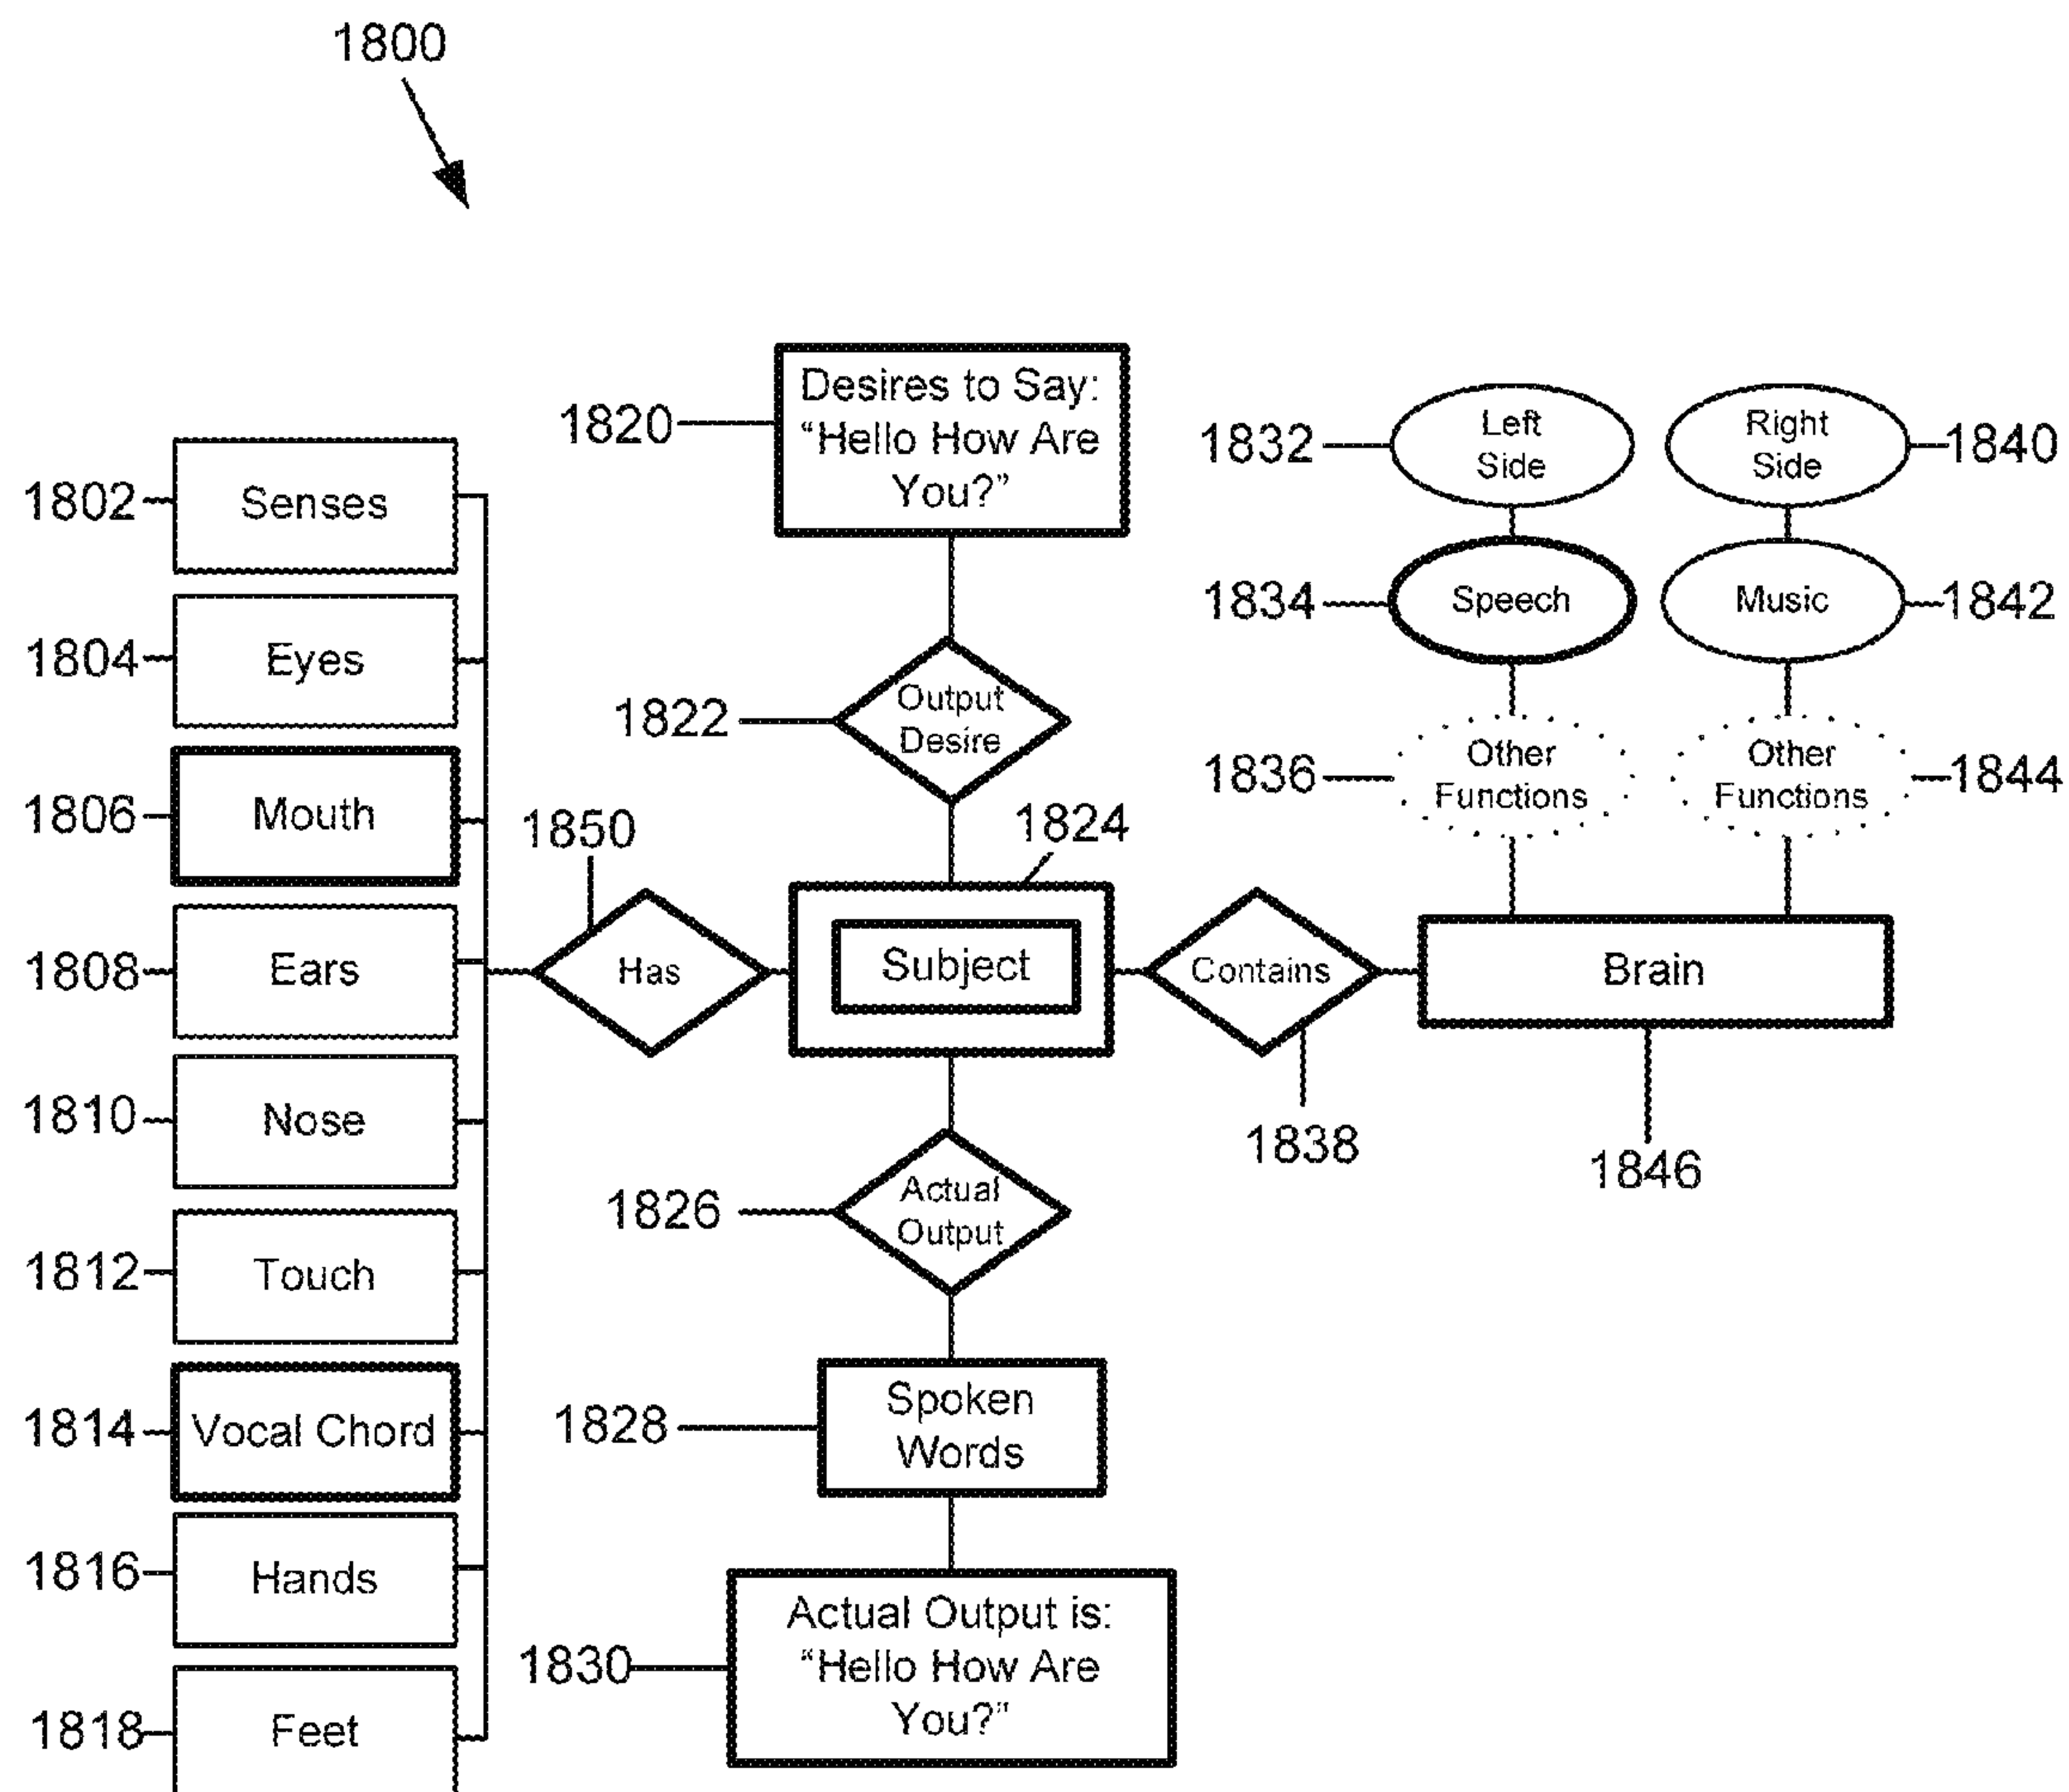 1800
1802
Senses
1804
Eyes
1806
Mouth
1808
Ears
1810
Nose
1812
Touch
1814
Vocal Chord
1816
Hands
1818
Feet
1850
Has
1820
Desires to Say:
“Hello How Are
You?”
1822
Output
Desire
1824
Subject
1826
Actual
Output
1828
Spoken
Words
1830
Actual Output is:
“Hello How Are
You?”
1832
Left
Side
1834
Speech
1836
Other
Functions
Right
Side
1840
Music
1842
Other
Functions
1844
Contains
1838
Brain
1846